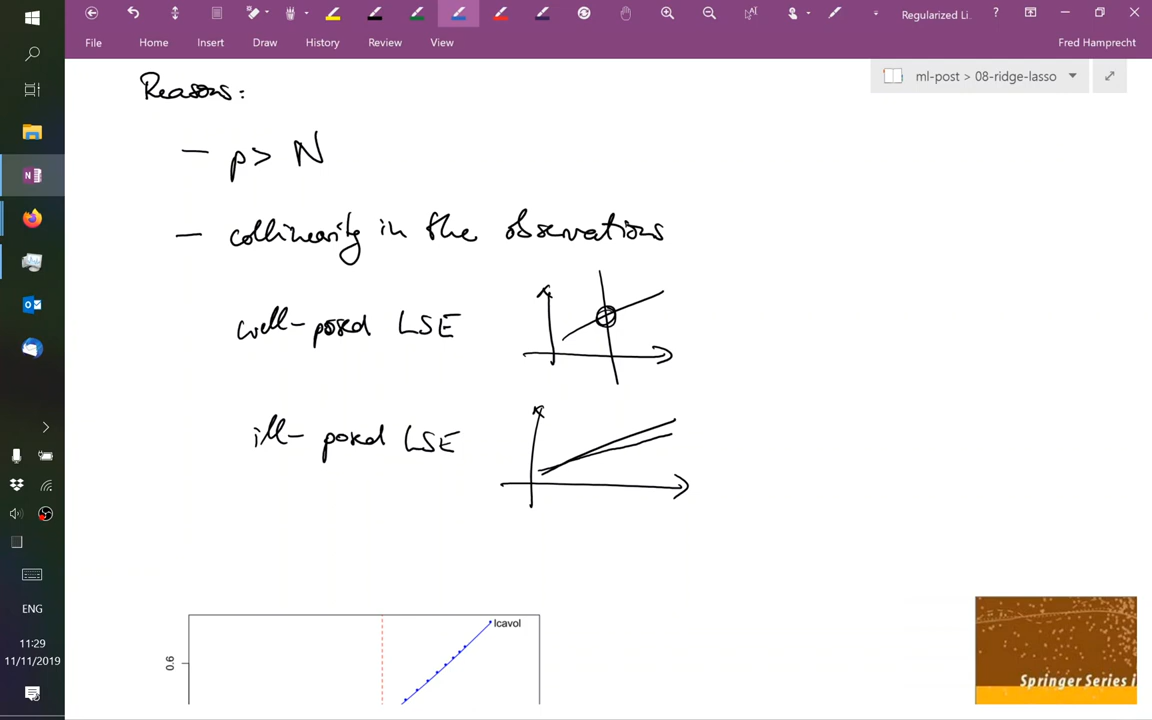 Regularized Li.
File Home Insert Draw History Review View Fred Hamprecht
ml-post > 08-ridge-lasso
Reasons:
– p > N
– collinearity in the observations
well-posed LSE
ill-posed LSE
lcavol
0.6
Springer Series i
ENG
11:29
11/11/2019